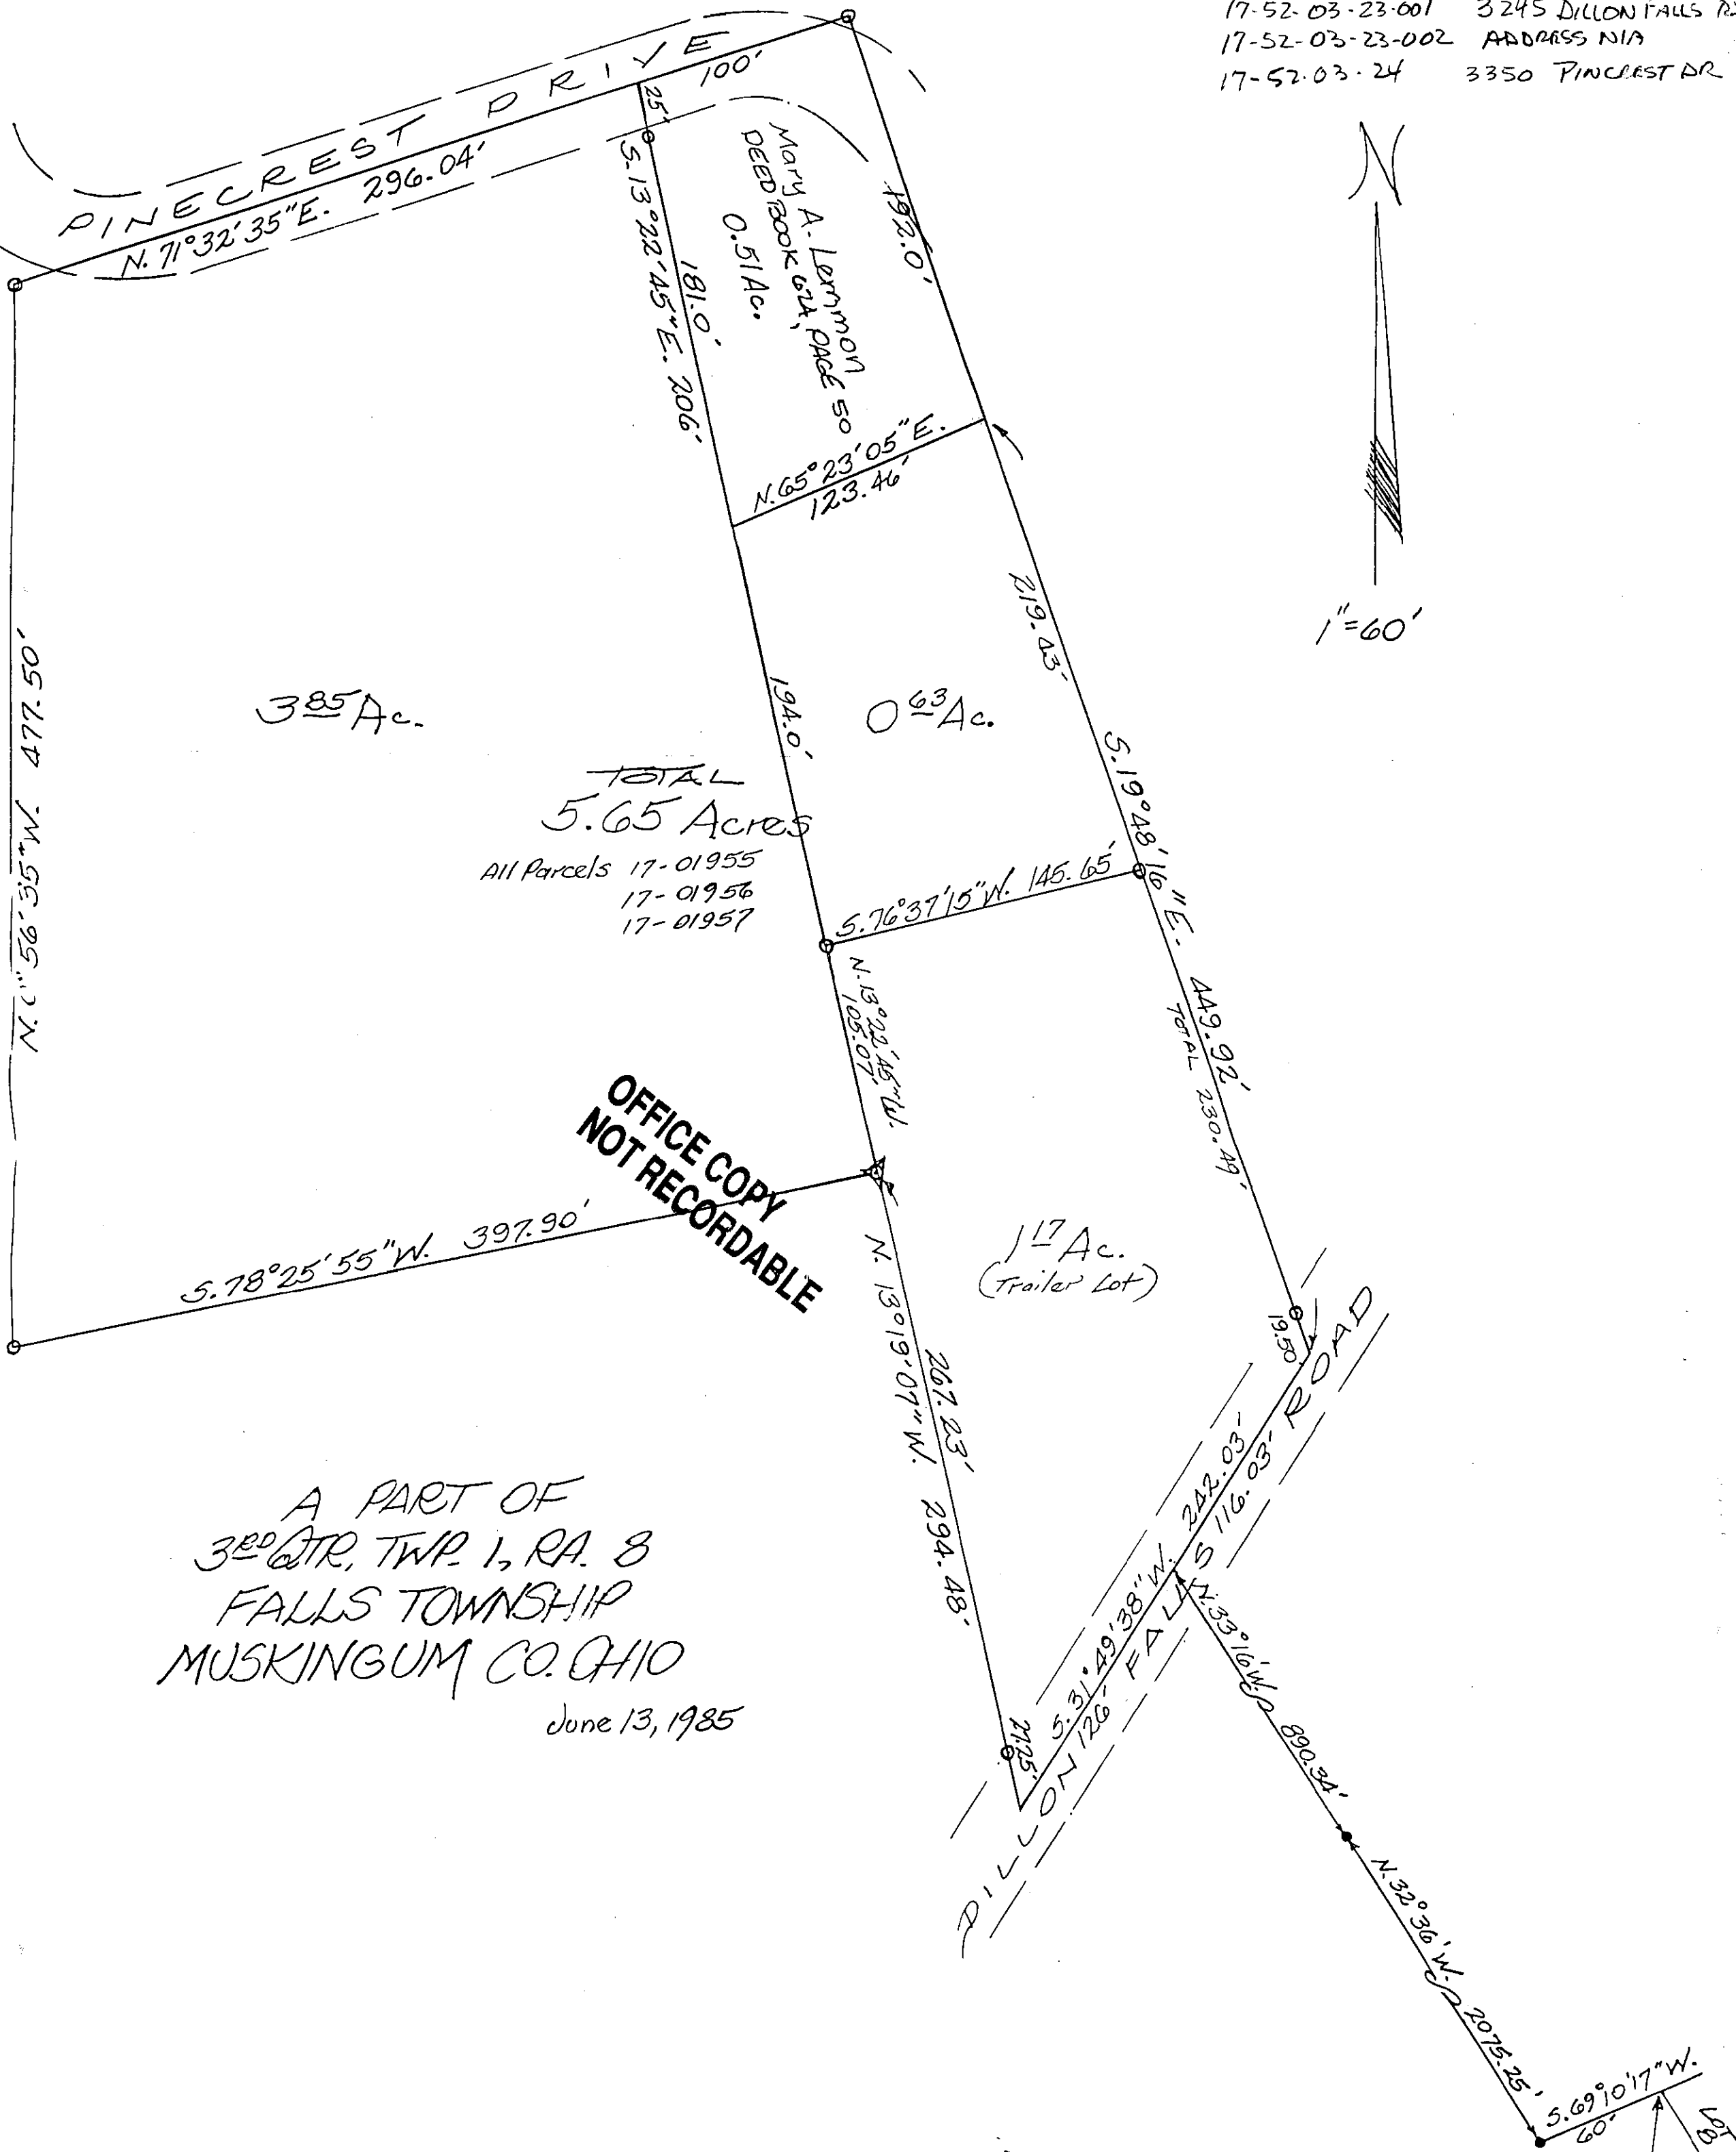 17-52-03-23-001 3245 DILLON FALLS
17-52-03-23-002 ADDRESS N/A
17-52-03-24 3350 PINCREST DR
PINECREST DRIVE
100'
N. 71°32'35"E. 296.04'
25'
S. 13°22'45"E. 206'
181.0'
Mary A. Lemmon
DEED BOOK 624, PAGE 50
0.51 Ac.
192.0'
N
1"=60'
N. 65°23'05"E.
123.46'
219.43'
477.50'
56'35"W.
3 85 Ac.
194.0'
0 63 Ac.
TOTAL
5.65 Acres
All Parcels 17-01955
17-01956
17-01957
S. 19°48'16"E. 449.92'
TOTAL 230.49'
S. 76°37'15"W. 145.65'
N. 13°22'45"W.
105.07'
OFFICE COPY
NOT RECORDABLE
S. 78°25'55"W. 397.90'
1 17 Ac.
(Trailer Lot)
N. 13°19'07"W. 294.48'
267.23'
19.50'
S. 31°49'38"W. 242.03'
126' 116.03'
DILLON FALLS ROAD
27.25'
A PART OF
3RD QTR, TWP. 1, RA. 8
FALLS TOWNSHIP
MUSKINGUM CO. OHIO
June 13, 1985
N. 33°16'W. 890.34'
N. 32°36'W. 2075.25'
S. 69°10'17"W.
60'
LOT
8